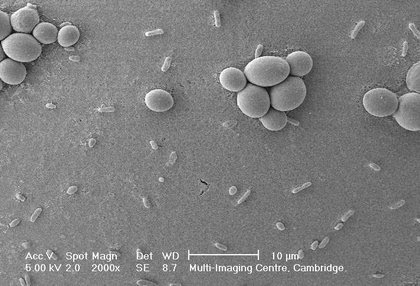 Acc.V Spot Magn Det WD 10 µm
5.00 kV 2.0 2000x SE 8.7 Multi-Imaging Centre, Cambridge.